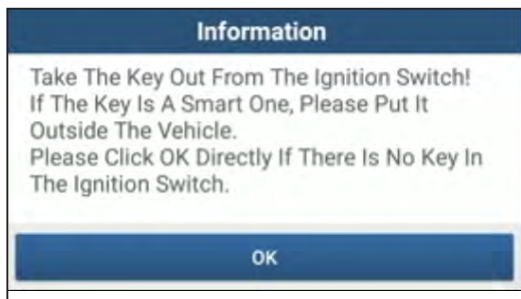 Information
Take The Key Out From The Ignition Switch!
If The Key Is A Smart One, Please Put It
Outside The Vehicle.
Please Click OK Directly If There Is No Key In
The Ignition Switch.
OK